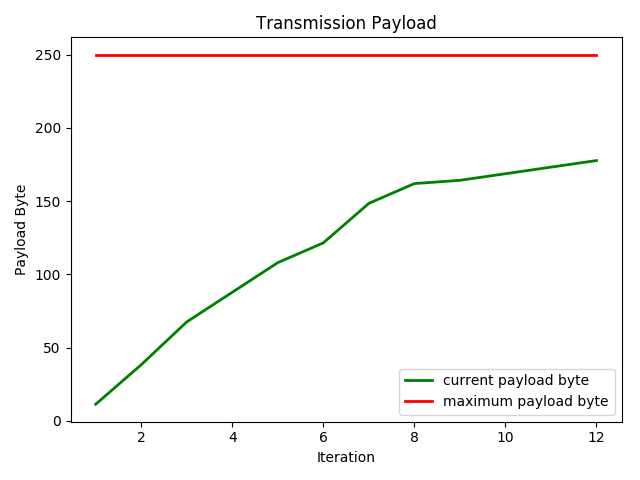 Transmission Payload
250
200
150
100
50
0
Payload Byte
current payload byte
maximum payload byte
2 4 6 8 10 12
Iteration